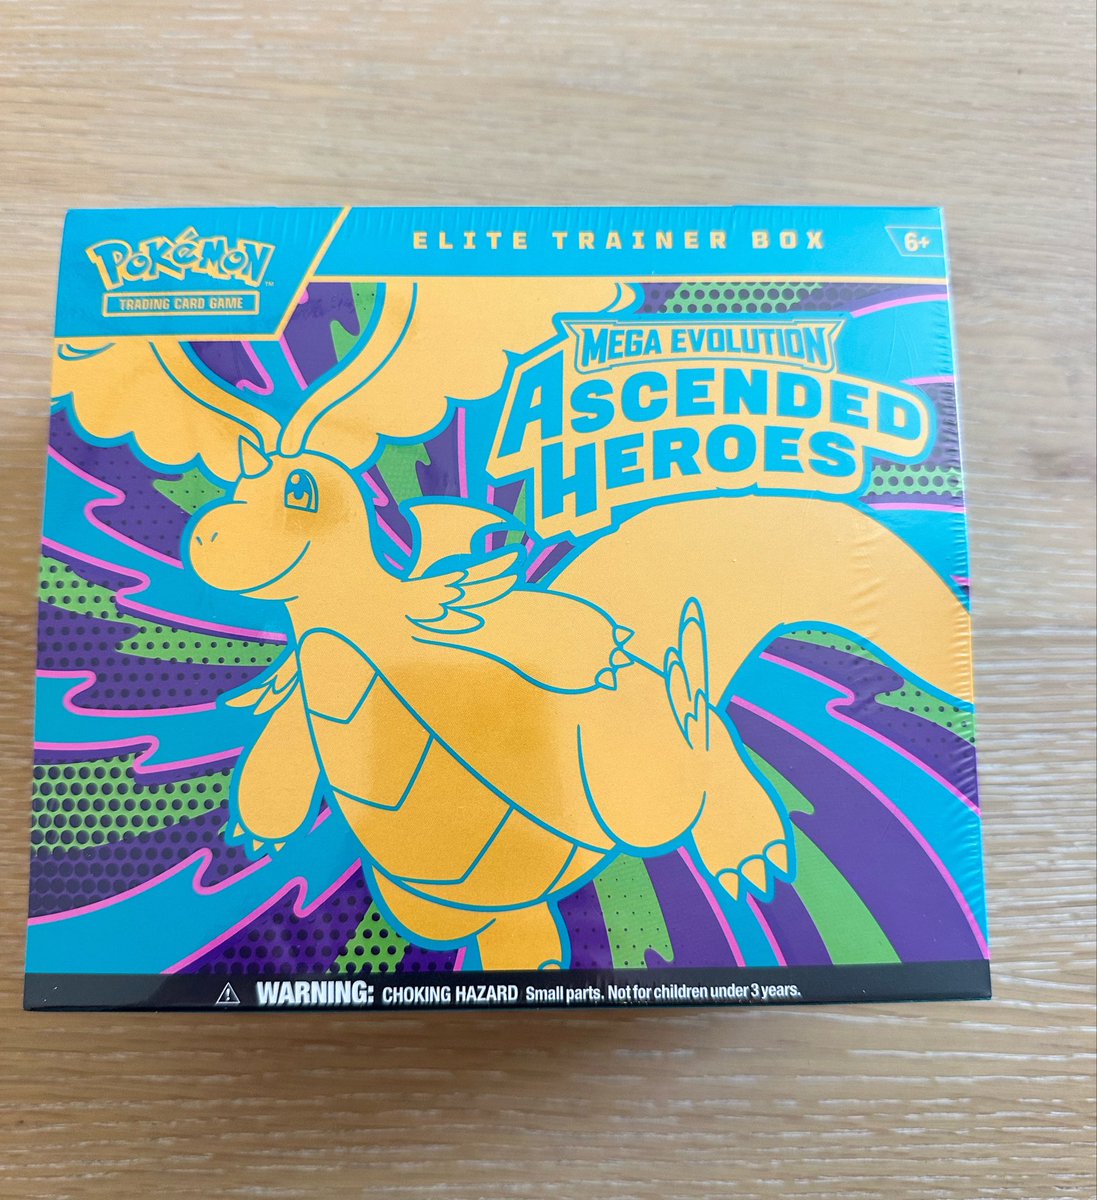 ELITE TRAINER BOX
6+
POKéMON
™
TRADING CARD GAME
MEGA EVOLUTION
ASCENDED
HEROES
WARNING: CHOKING HAZARD Small parts. Not for children under 3 years.